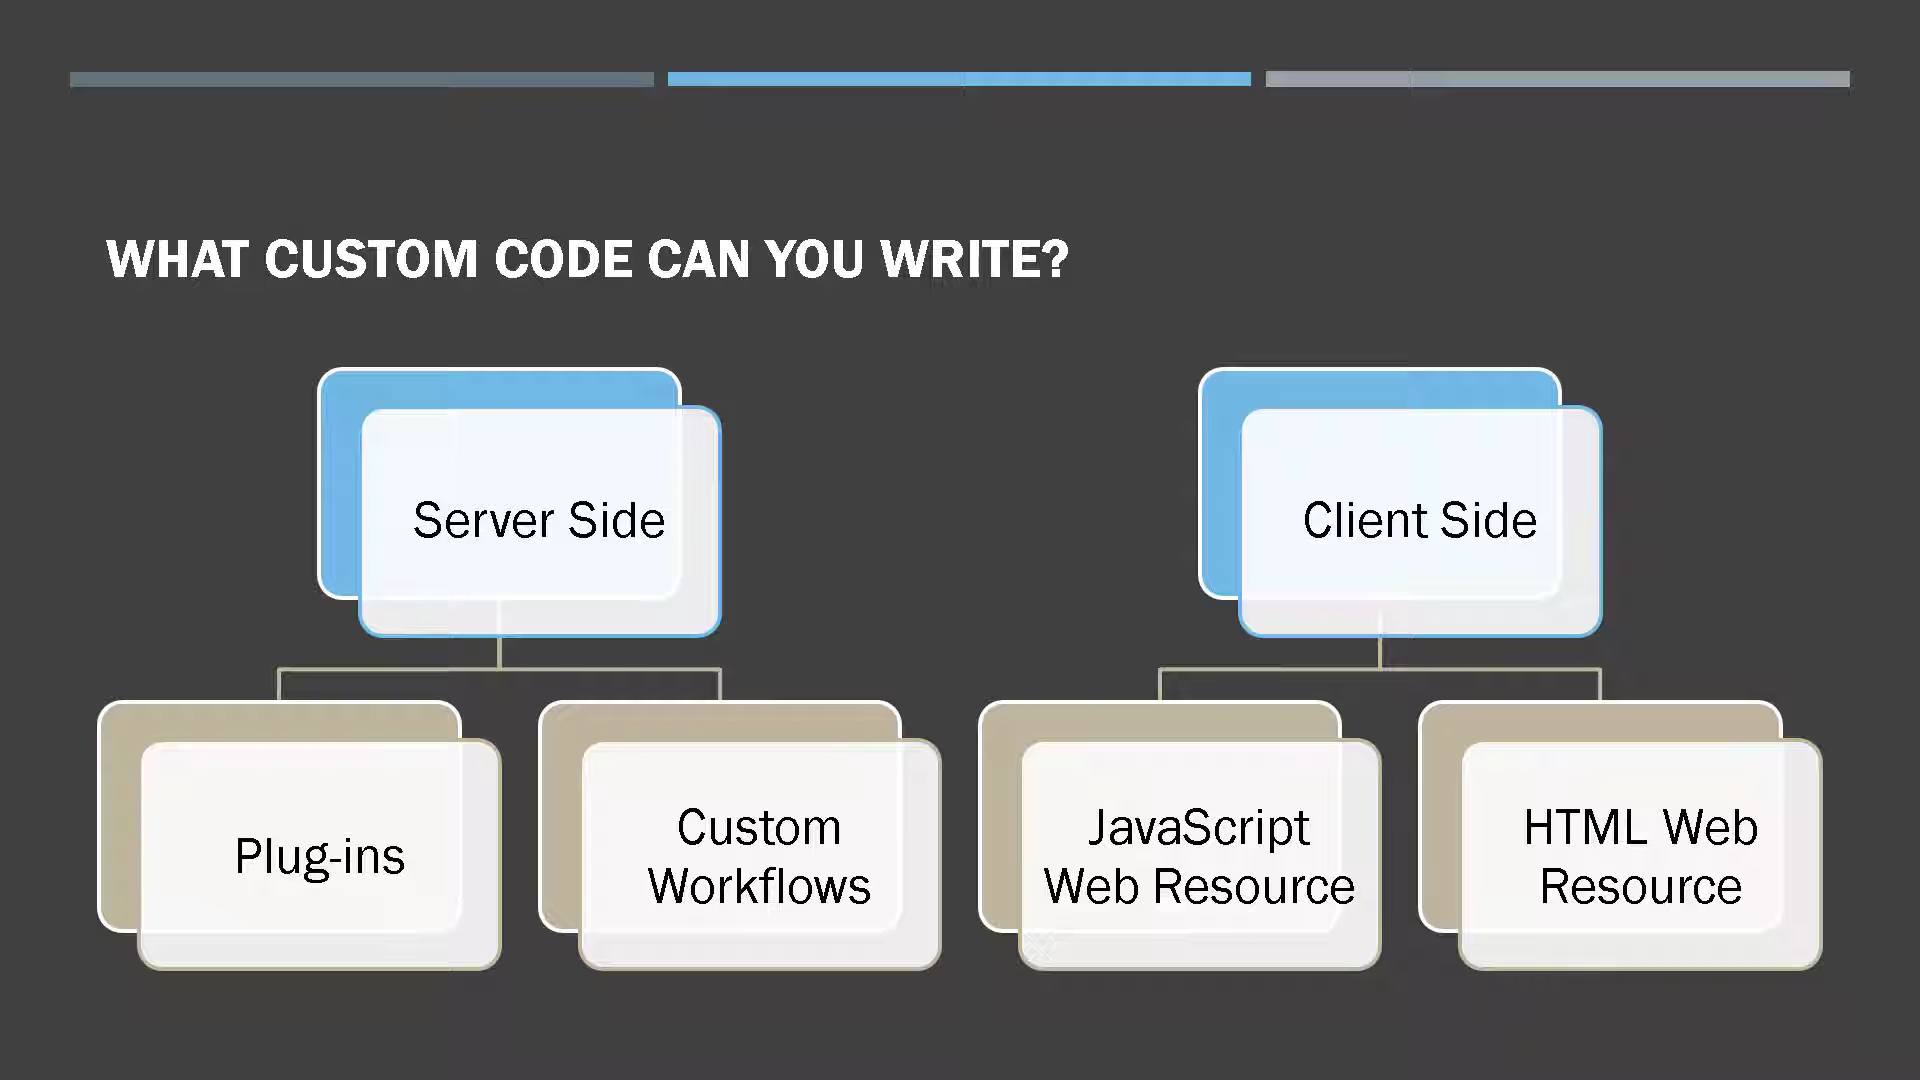 WHAT CUSTOM CODE CAN YOU WRITE?
Server Side
Client Side
Plug-ins
Custom
Workflows
JavaScript
Web Resource
HTML Web
Resource